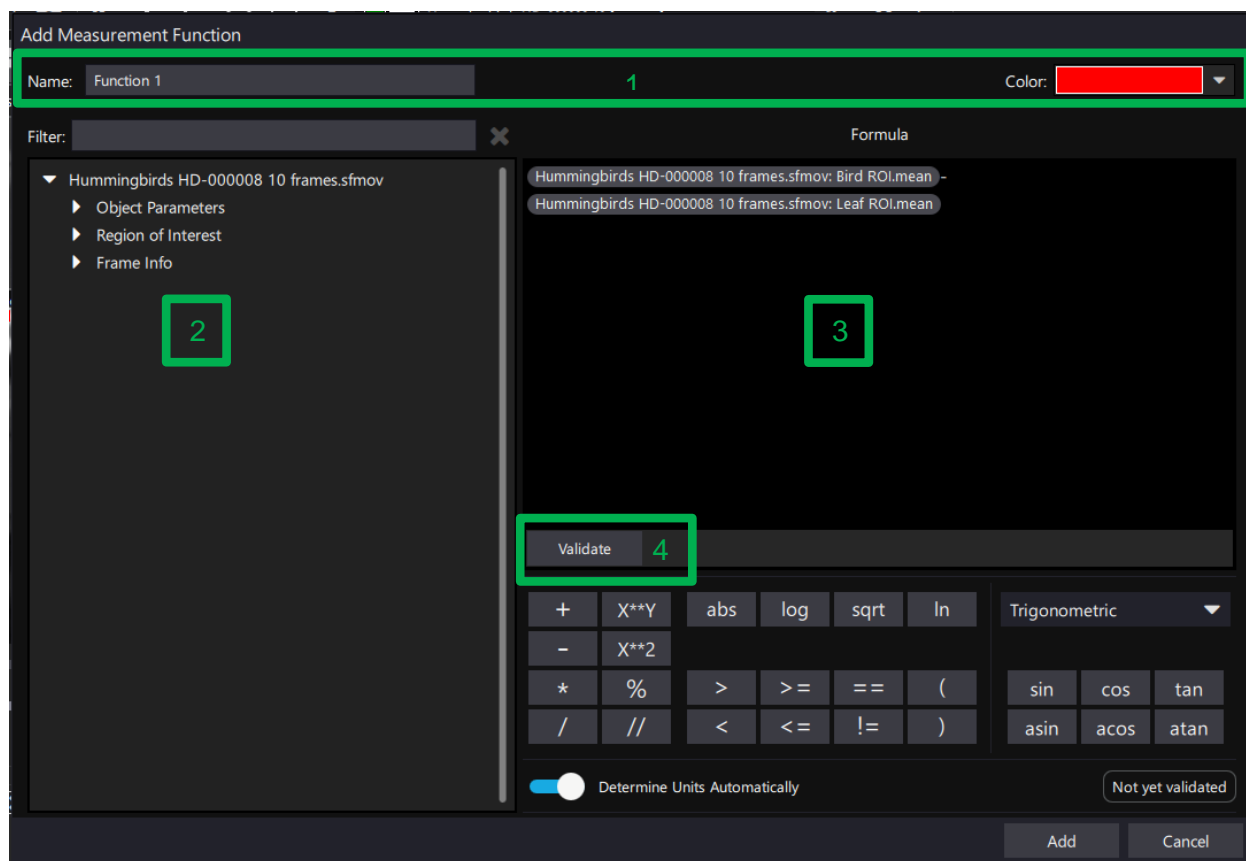 Add Measurement Function
Name: Function 1 1 Color:
Filter: Formula
Hummingbirds HD-000008 10 frames.sfmov
Object Parameters
Region of Interest
Frame Info
2
Hummingbirds HD-000008 10 frames.sfmov: Bird ROI.mean -
Hummingbirds HD-000008 10 frames.sfmov: Leaf ROI.mean
3
Validate 4
+ X**Y abs log sqrt ln Trigonometric
- X**2
* % > >= == ( sin cos tan
/ // < <= != ) asin acos atan
Determine Units Automatically Not yet validated
Add Cancel